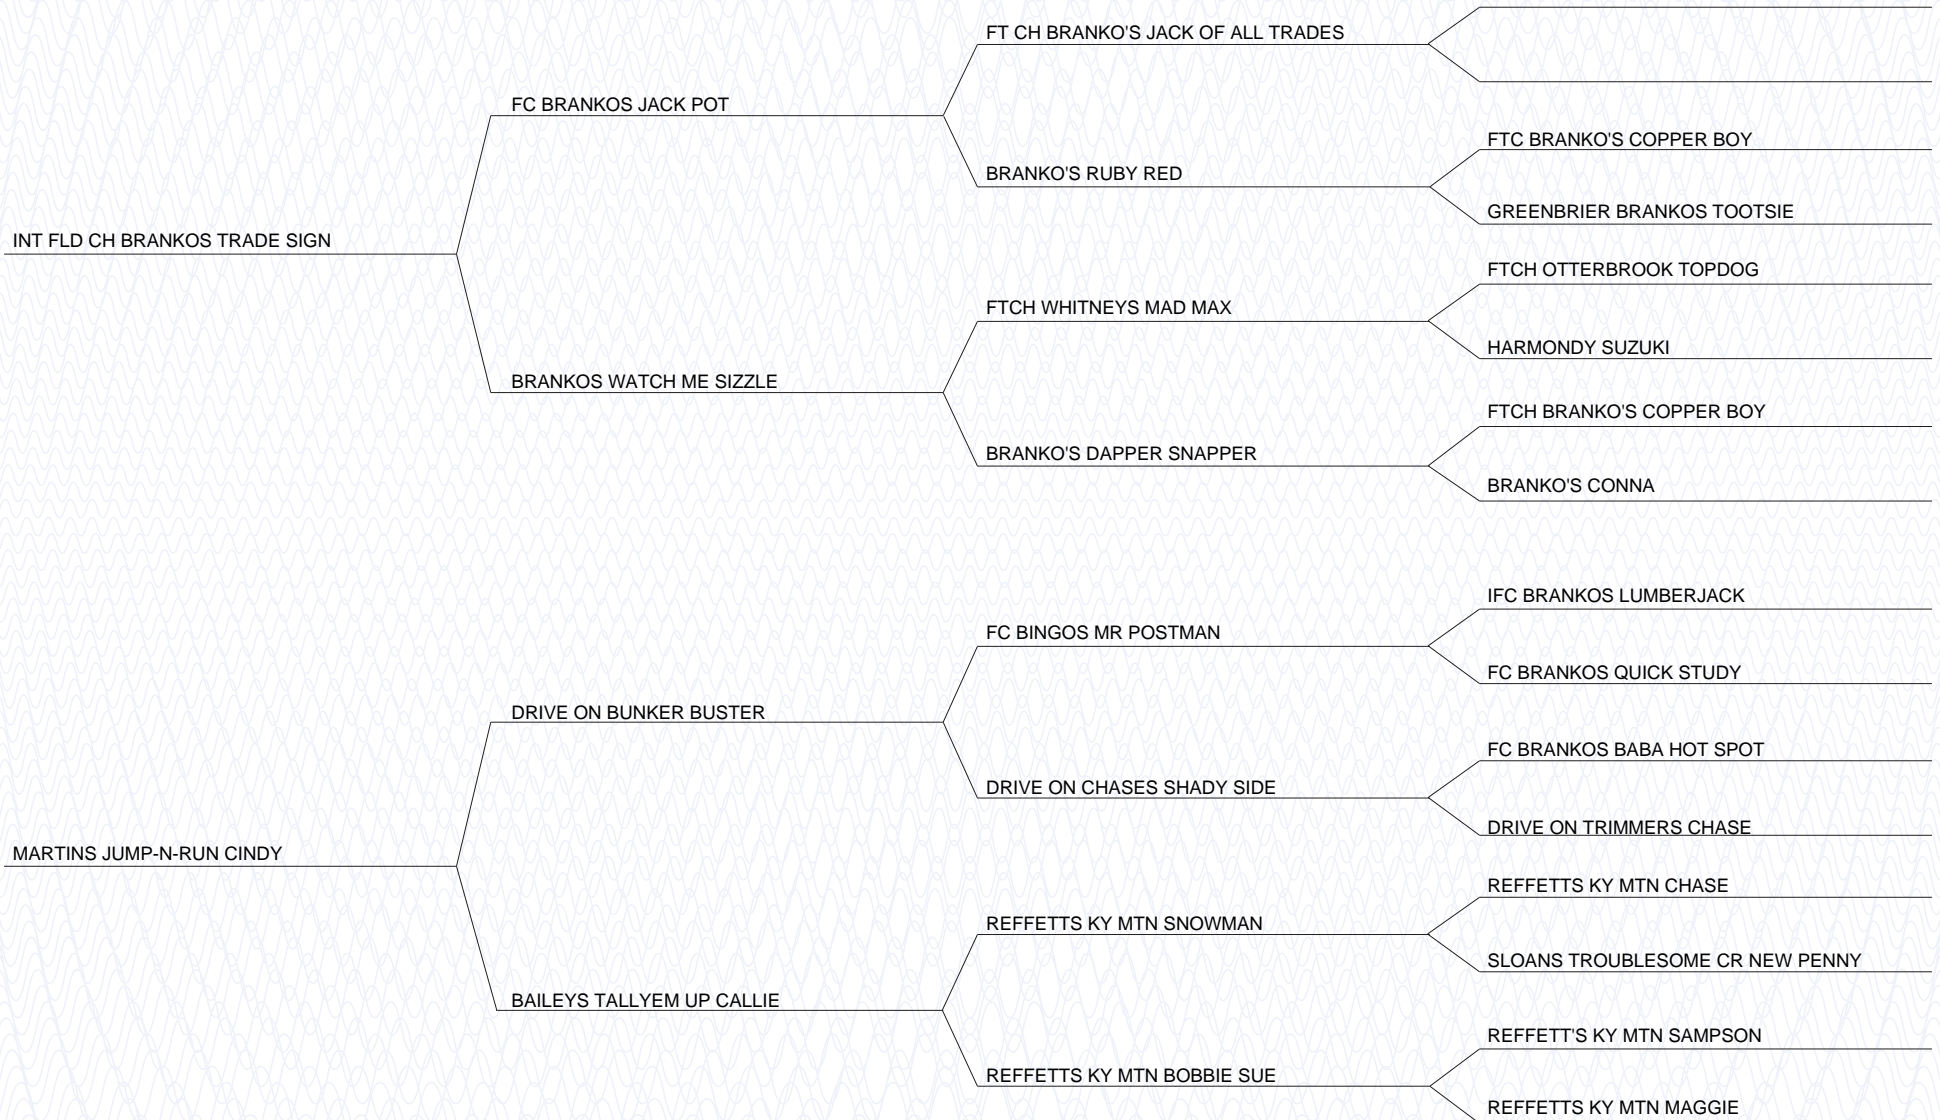 FT CH BRANKO'S JACK OF ALL TRADES
FC BRANKOS JACK POT
FTC BRANKO'S COPPER BOY
BRANKO'S RUBY RED
GREENBRIER BRANKOS TOOTSIE
INT FLD CH BRANKOS TRADE SIGN
FTCH OTTERBROOK TOPDOG
FTCH WHITNEYS MAD MAX
HARMONDY SUZUKI
BRANKOS WATCH ME SIZZLE
FTCH BRANKO'S COPPER BOY
BRANKO'S DAPPER SNAPPER
BRANKO'S CONNA
IFC BRANKOS LUMBERJACK
FC BINGOS MR POSTMAN
FC BRANKOS QUICK STUDY
DRIVE ON BUNKER BUSTER
FC BRANKOS BABA HOT SPOT
DRIVE ON CHASES SHADY SIDE
DRIVE ON TRIMMERS CHASE
MARTINS JUMP-N-RUN CINDY
REFFETTS KY MTN CHASE
REFFETTS KY MTN SNOWMAN
SLOANS TROUBLESOME CR NEW PENNY
BAILEYS TALLYEM UP CALLIE
REFFETT'S KY MTN SAMPSON
REFFETTS KY MTN BOBBIE SUE
REFFETTS KY MTN MAGGIE